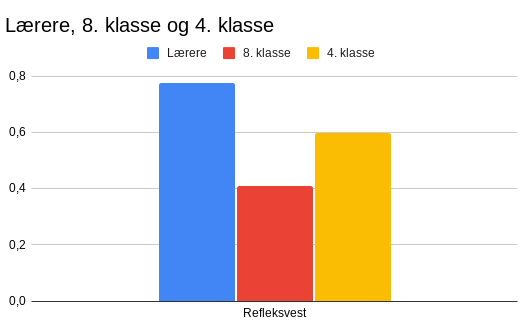 Lærere, 8. klasse og 4. klasse
Lærere 8. klasse 4. klasse
0,8
0,6
0,4
0,2
0,0
Refleksvest